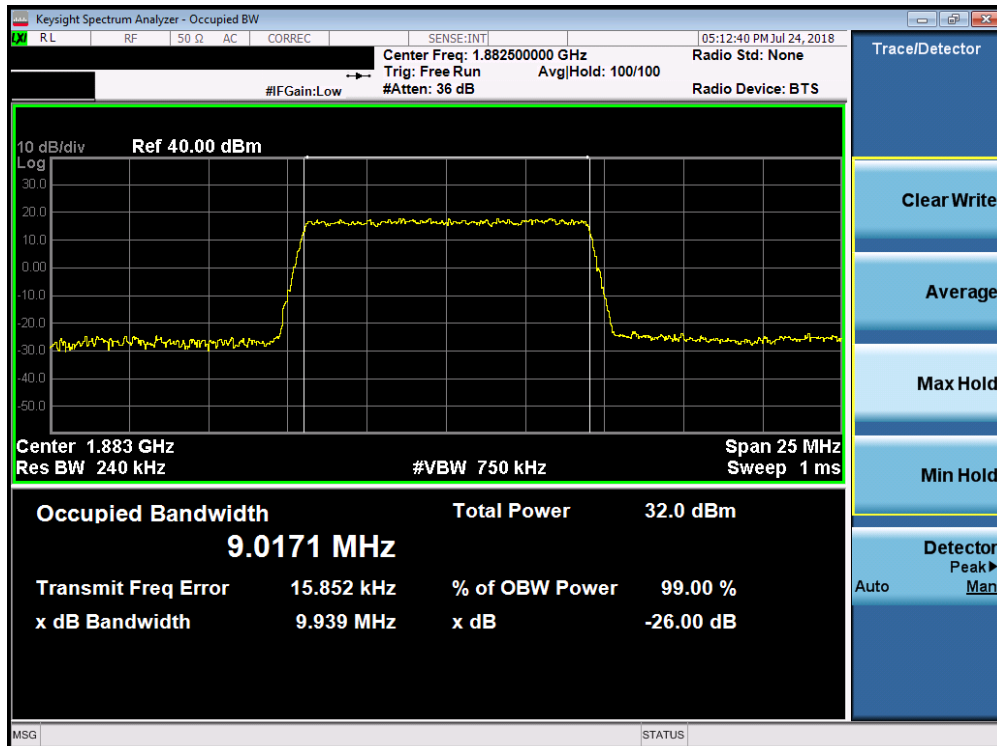 Keysight Spectrum Analyzer - Occupied BW
LXI RL RF 50 Ω AC CORREC SENSE:INT 05:12:40 PM Jul 24, 2018
Center Freq: 1.882500000 GHz Radio Std: None
Trig: Free Run Avg|Hold: 100/100
#IFGain:Low #Atten: 36 dB Radio Device: BTS
10 dB/div Ref 40.00 dBm
Log
30.0
20.0
10.0
0.00
-10.0
-20.0
-30.0
-40.0
-50.0
Center 1.883 GHz Span 25 MHz
Res BW 240 kHz #VBW 750 kHz Sweep 1 ms
Occupied Bandwidth Total Power 32.0 dBm
9.0171 MHz
Transmit Freq Error 15.852 kHz % of OBW Power 99.00 %
x dB Bandwidth 9.939 MHz x dB -26.00 dB
MSG STATUS
Trace/Detector
Clear Write
Average
Max Hold
Min Hold
Detector
Peak▶
Auto Man